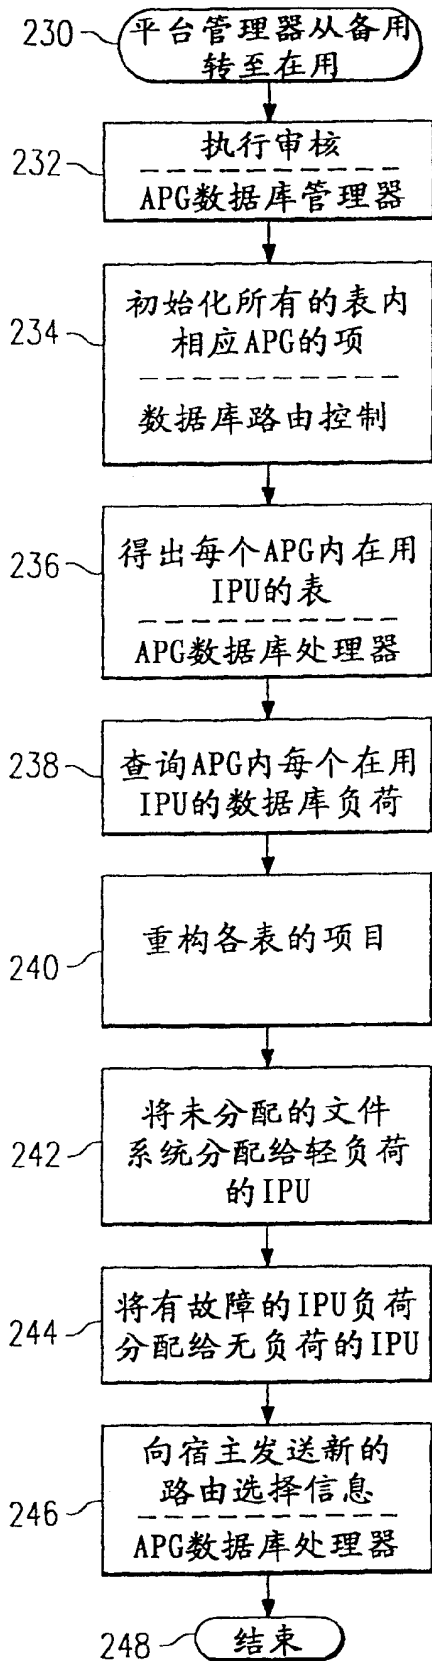 230
平台管理器从备用
转至在用
232
执行审核
APG数据库管理器
234
初始化所有的表内
相应APG的项
数据库路由控制
236
得出每个APG内在用
IPU的表
APG数据库处理器
238
查询APG内每个在用
IPU的数据库负荷
240
重构各表的项目
242
将未分配的文件
系统分配给轻负荷
的IPU
244
将有故障的IPU负荷
分配给无负荷的IPU
246
向宿主发送新的
路由选择信息
APG数据库处理器
248
结束